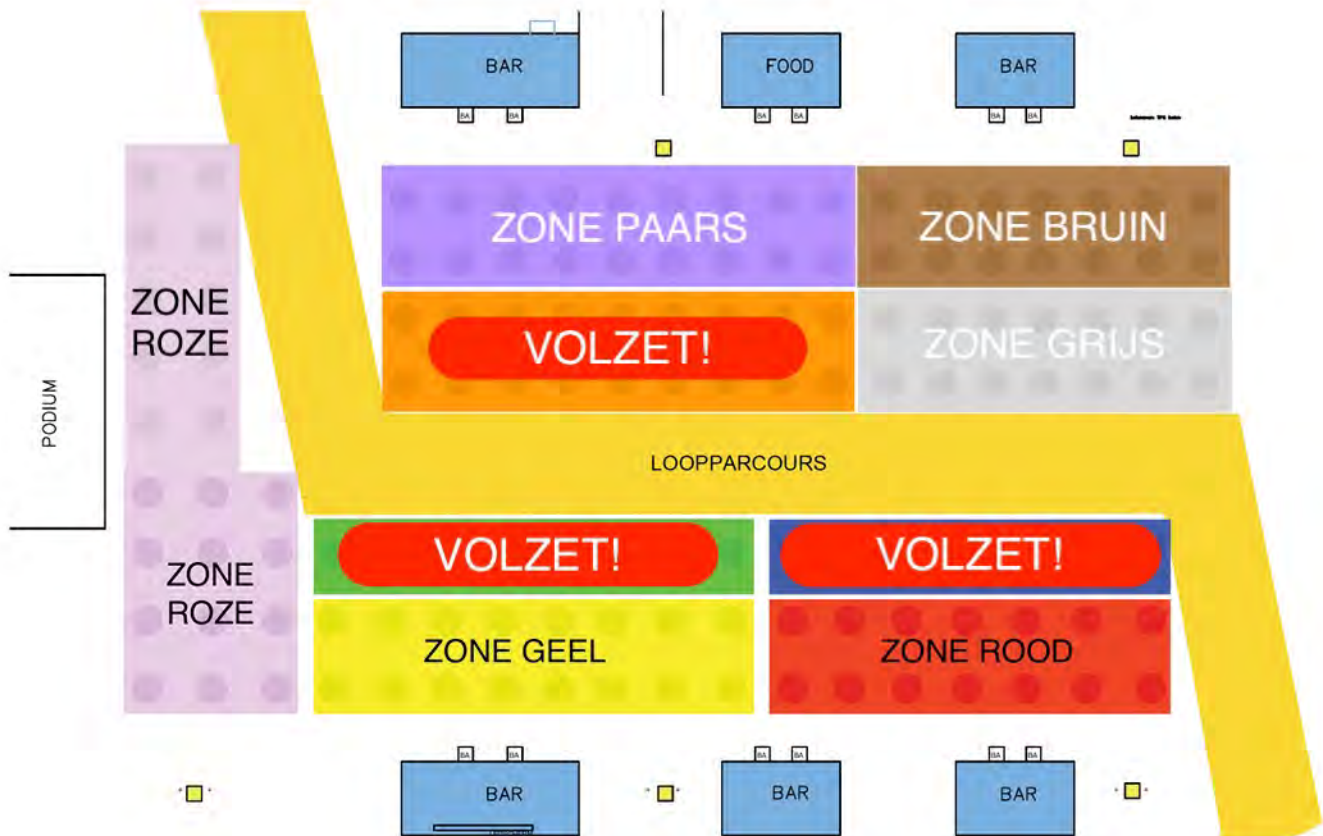 BAR
FOOD
BAR
BA BA
BA BA
BA BA
ZONE PAARS
ZONE BRUIN
ZONE
ROZE
VOLZET!
ZONE GRIJS
PODIUM
LOOPPARCOURS
VOLZET!
VOLZET!
ZONE
ROZE
ZONE GEEL
ZONE ROOD
BA BA
BA BA
BA BA
BAR
BAR
BAR